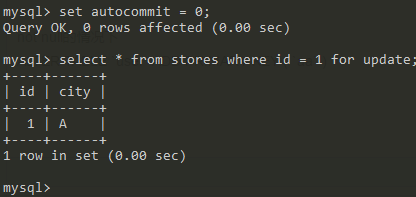 mysql> set autocommit = 0;
Query OK, 0 rows affected (0.00 sec)
mysql> select * from stores where id = 1 for update;
+----+------+
| id | city |
+----+------+
|  1 | A    |
+----+------+
1 row in set (0.00 sec)
mysql>